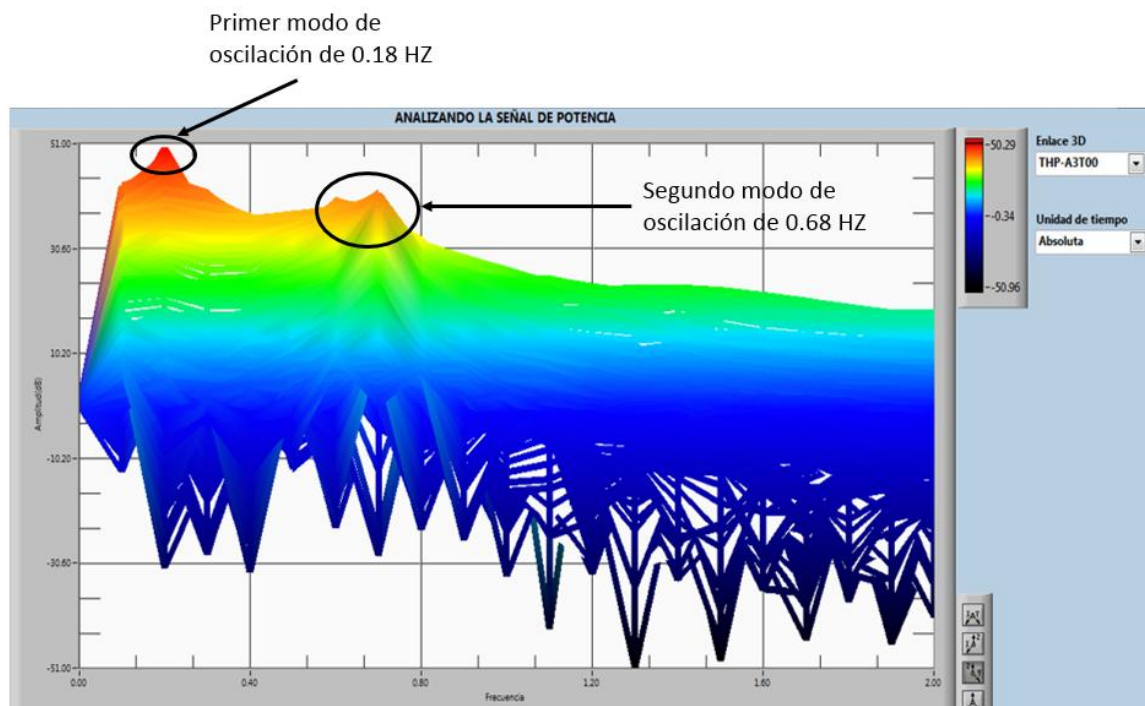 Primer modo de
oscilación de 0.18 HZ
ANALIZANDO LA SEÑAL DE POTENCIA
51.00
30.60
10.20
-10.20
-30.60
-51.00
Amplitud(dB)
Segundo modo de
oscilación de 0.68 HZ
0.00
0.40
0.80
1.20
1.60
2.00
Frecuencia
-50.29
-0.34
-50.96
Enlace 3D
THP-A3T00
Unidad de tiempo
Absoluta